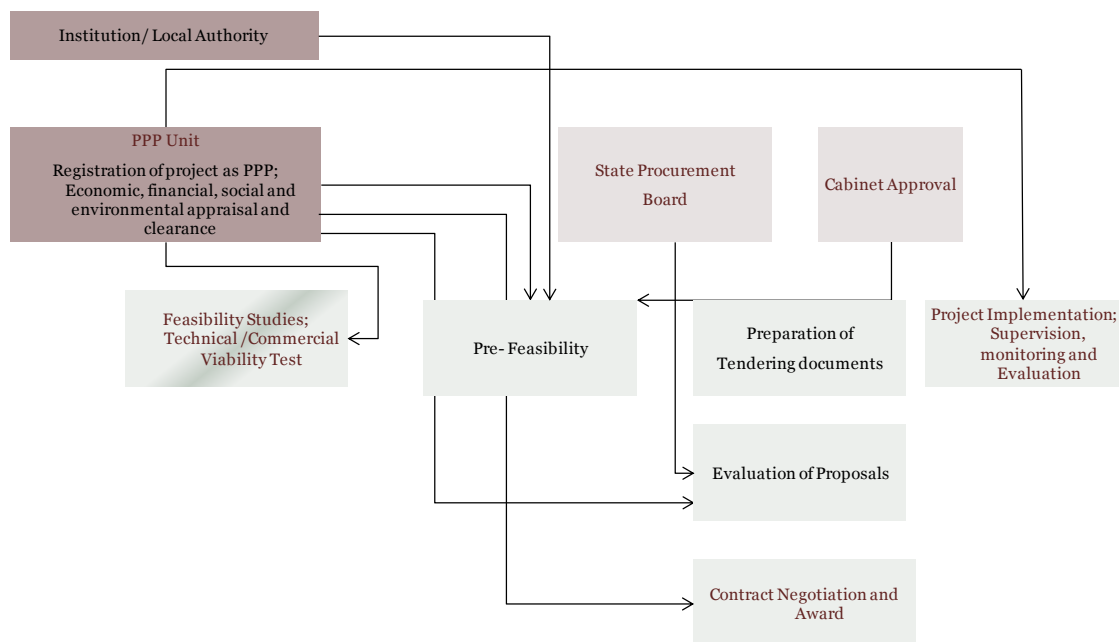 Institution/ Local Authority
PPP Unit
Registration of project as PPP;
Economic, financial, social and
environmental appraisal and
clearance
State Procurement
Board
Cabinet Approval
Feasibility Studies;
Technical /Commercial
Viability Test
Pre- Feasibility
Preparation of
Tendering documents
Project Implementation;
Supervision,
monitoring and
Evaluation
Evaluation of Proposals
Contract Negotiation and
Award